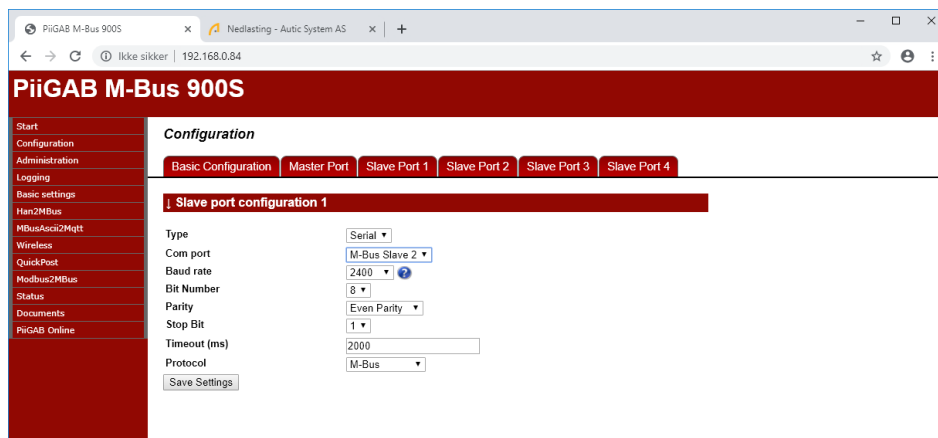 PiiGAB M-Bus 900S
Nedlasting - Autic System AS
Ikke sikker | 192.168.0.84
PiiGAB M-Bus 900S
Start
Configuration
Administration
Logging
Basic settings
Han2MBus
MBusAscii2Mqtt
Wireless
QuickPost
Modbus2MBus
Status
Documents
PiiGAB Online
Configuration
Basic Configuration Master Port Slave Port 1 Slave Port 2 Slave Port 3 Slave Port 4
↓ Slave port configuration 1
Type Serial
Com port M-Bus Slave 2
Baud rate 2400 ?
Bit Number 8
Parity Even Parity
Stop Bit 1
Timeout (ms) 2000
Protocol M-Bus
Save Settings